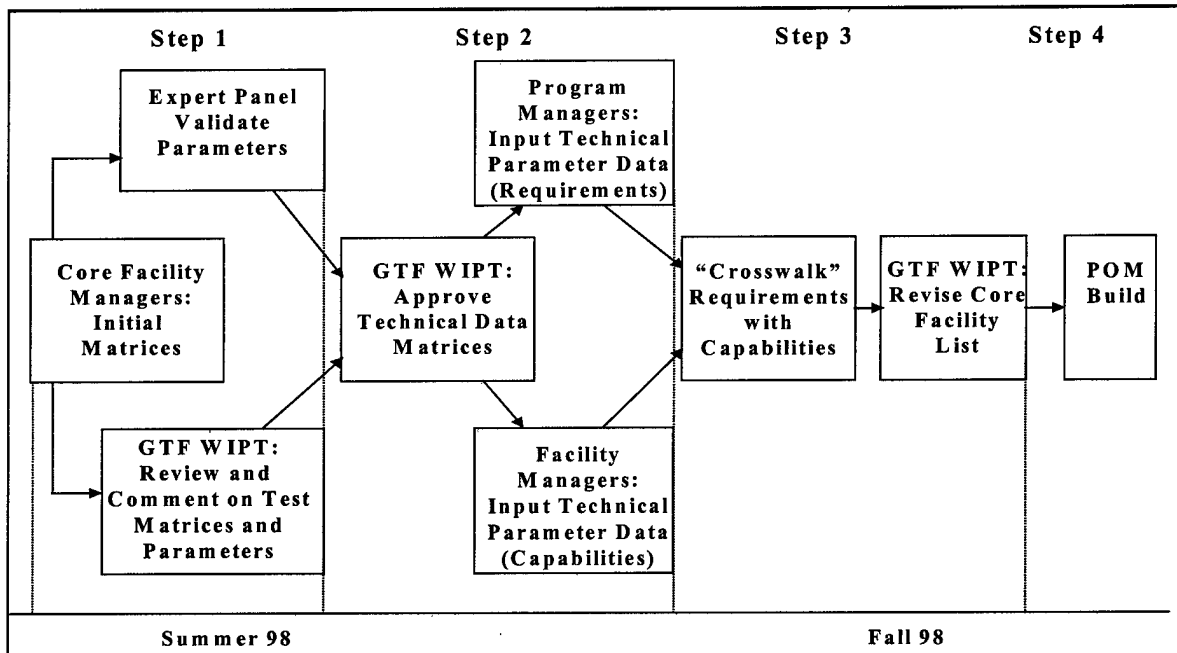 Step 1
Step 2
Step 3
Step 4
Expert Panel
Validate
Parameters
Core Facility
Managers:
Initial
Matrices
GTF WIPT:
Review and
Comment on Test
Matrices and
Parameters
GTF WIPT:
Approve
Technical Data
Matrices
Program
Managers:
Input Technical
Parameter Data
(Requirements)
Facility
Managers:
Input Technical
Parameter Data
(Capabilities)
“Crosswalk”
Requirements
with
Capabilities
GTF WIPT:
Revise Core
Facility
List
POM
Build
Summer 98
Fall 98